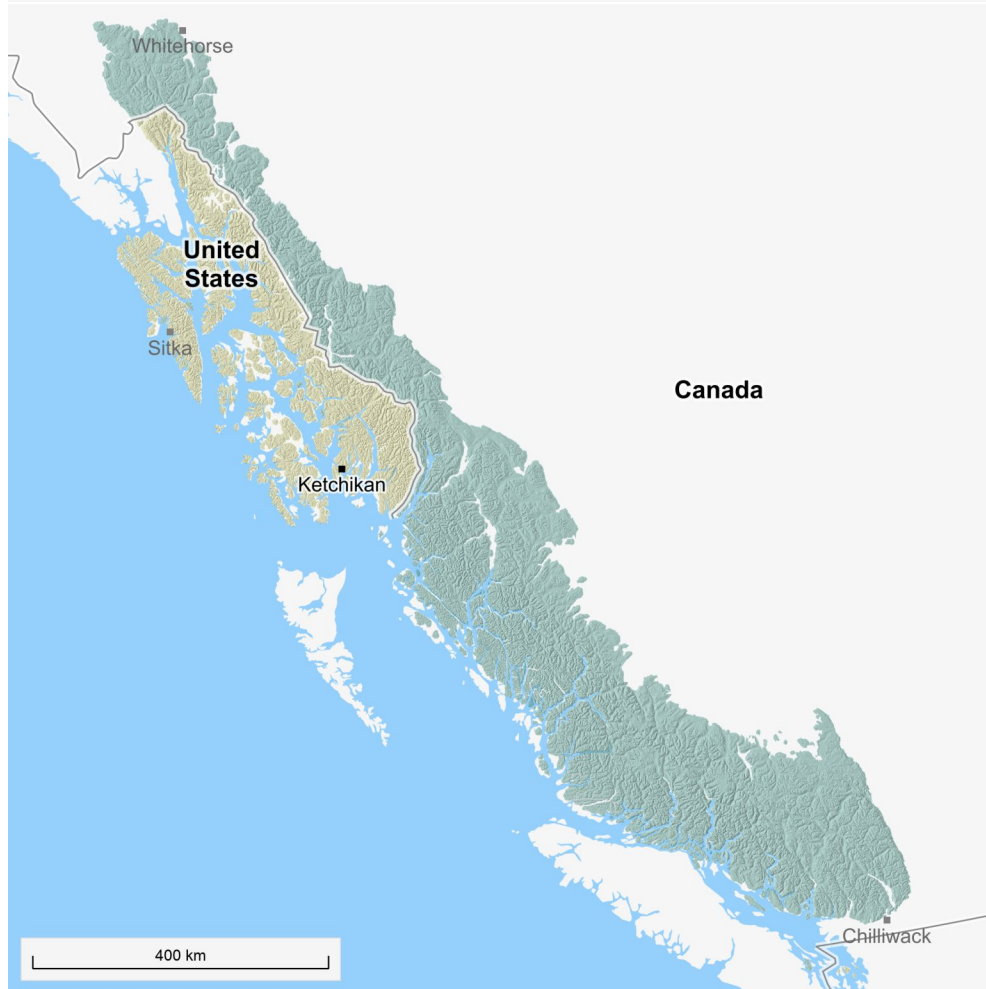 Whitehorse
United
States
Sitka
Canada
Ketchikan
Chilliwack
400 km